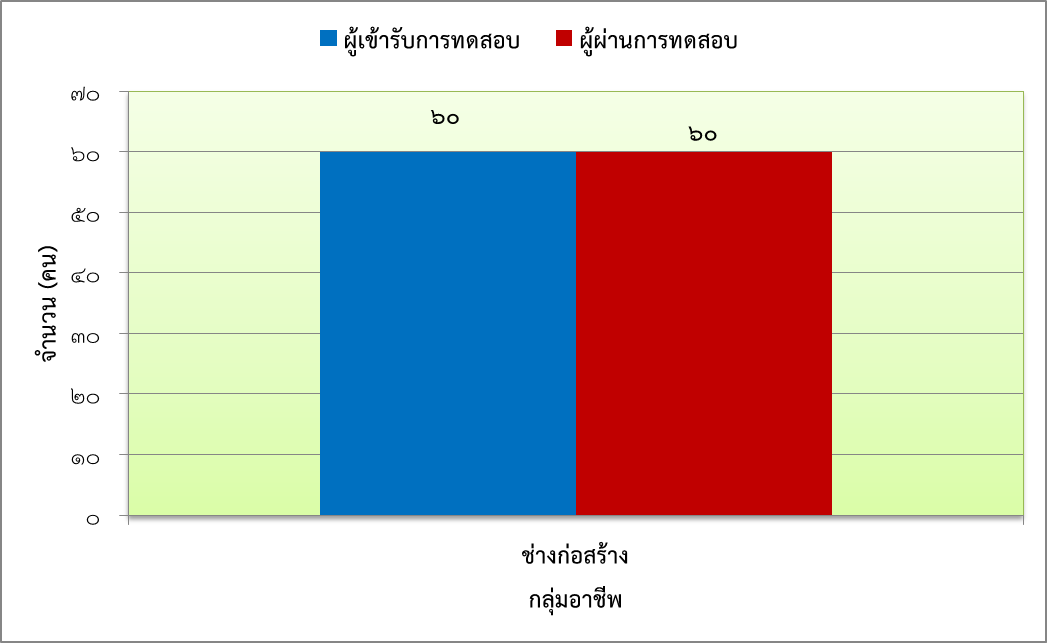 ผู้เข้ารับการทดสอบ ผู้ผ่านการทดสอบ
๗๐
๖๐
๕๐
๔๐
๓๐
๒๐
๑๐
๐
จำนวน (คน)
๖๐ ๖๐
ช่างก่อสร้าง
กลุ่มอาชีพ